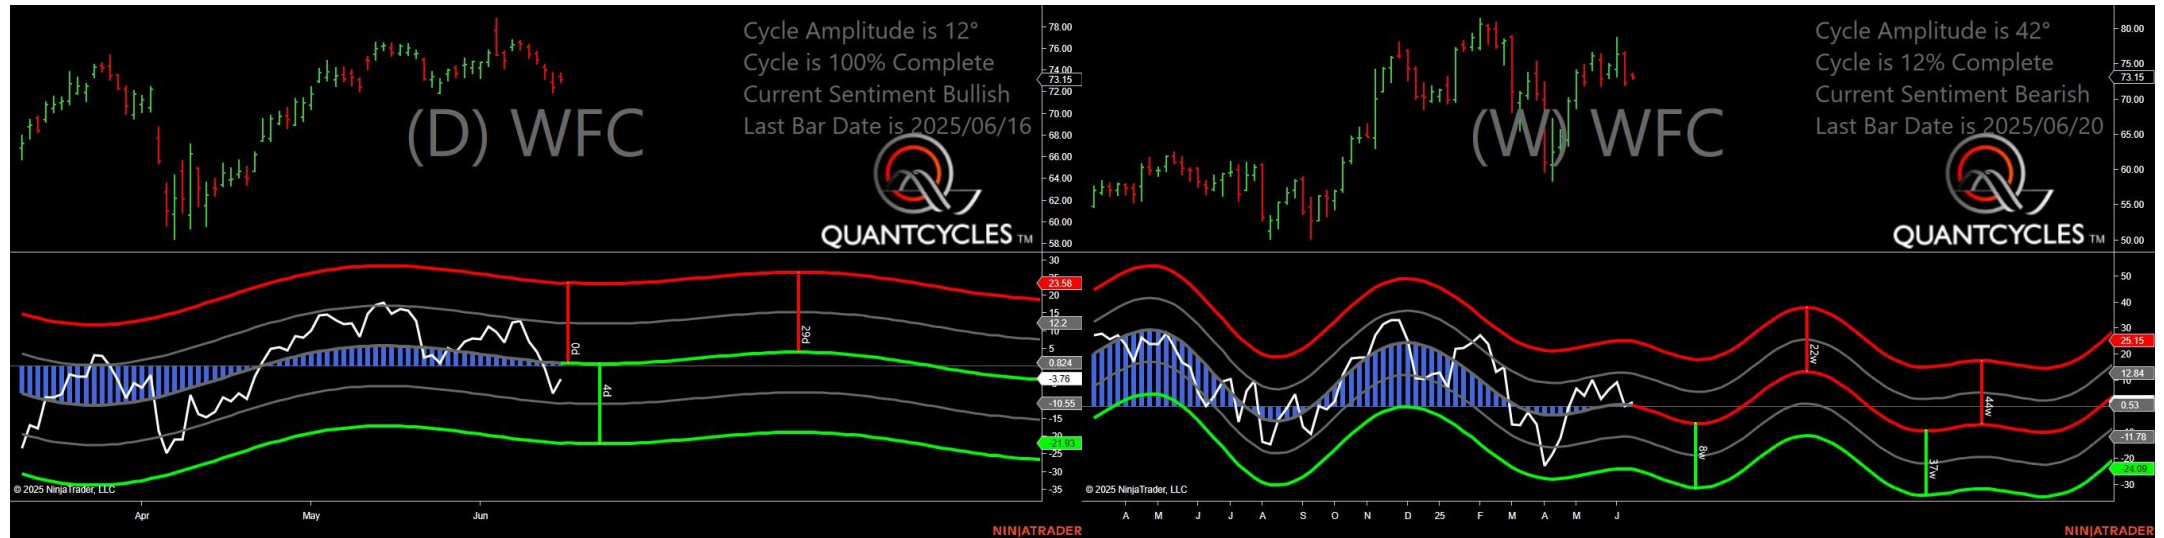 Cycle Amplitude is 12°
Cycle is 100% Complete
Current Sentiment Bullish
Last Bar Date is 2025/06/16
(D) WFC
QUANTCYCLES TM
78.00
76.00
74.00
73.15
72.00
70.00
68.00
66.00
64.00
62.00
60.00
58.00
30
23.58
20
15
12.2
10
5
0.824
-3.76
-10.55
-15
-21.93
-25
-30
-35
0d
4d
29d
© 2025 NinjaTrader, LLC
Apr
May
Jun
NINJATRADER
Cycle Amplitude is 42°
Cycle is 12% Complete
Current Sentiment Bearish
Last Bar Date is 2025/06/20
(W) WFC
QUANTCYCLES TM
80.00
75.00
73.15
70.00
65.00
60.00
55.00
50.00
50
40
30
25.15
20
12.84
10
0.53
-11.78
-20
-24.09
-30
8w
22w
37w
44w
© 2025 NinjaTrader, LLC
A M J J A S O N D 25 F M A M J
NINJATRADER